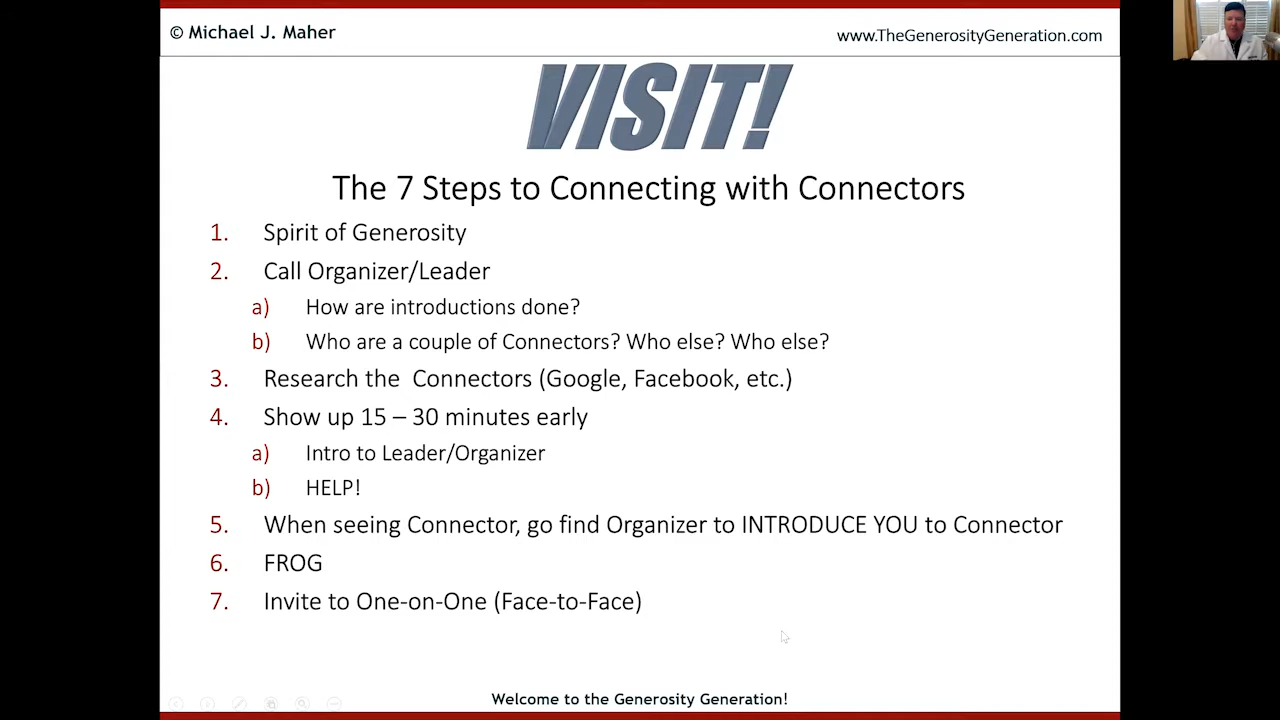 © Michael J. Maher
www.TheGenerosityGeneration.com
VISIT!
The 7 Steps to Connecting with Connectors
1. Spirit of Generosity
2. Call Organizer/Leader
a) How are introductions done?
b) Who are a couple of Connectors? Who else? Who else?
3. Research the Connectors (Google, Facebook, etc.)
4. Show up 15 – 30 minutes early
a) Intro to Leader/Organizer
b) HELP!
5. When seeing Connector, go find Organizer to INTRODUCE YOU to Connector
6. FROG
7. Invite to One-on-One (Face-to-Face)
Welcome to the Generosity Generation!